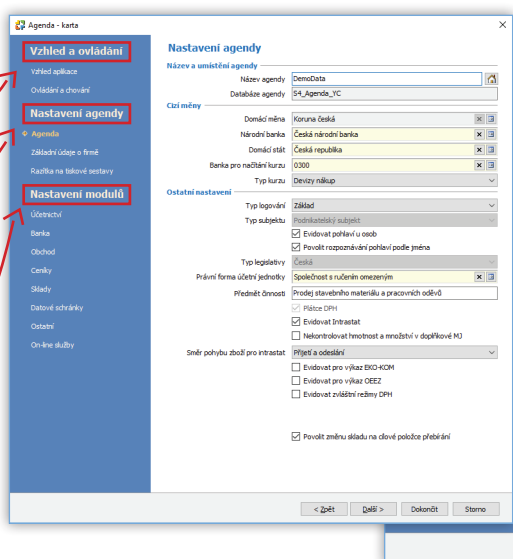 Agenda - karta
Vzhled a ovládání
Vzhled aplikace
Ovládání a chování
Nastavení agendy
Agenda
Základní údaje o firmě
Razítka na tiskové sestavy
Nastavení modulů
Účetnictví
Banka
Obchod
Ceníky
Sklady
Datové schránky
Ostatní
On-line služby
Nastavení agendy
Název a umístění agendy
Název agendy DemoData
Databáze agendy S4_Agenda_YC
Cizí měny
Domácí měna Koruna česká
Národní banka Česká národní banka
Domácí stát Česká republika
Banka pro načítání kurzu 0300
Typ kurzu Devizy nákup
Ostatní nastavení
Typ logování Základ
Typ subjektu Podnikatelský subjekt
Evidovat pohlaví u osob
Povolit rozpoznávání pohlaví podle jména
Typ legislativy Česká
Právní forma účetní jednotky Společnost s ručením omezeným
Předmět činnosti Prodej stavebního materiálu a pracovních oděvů
Plátce DPH
Evidovat Intrastat
Nekontrolovat hmotnost a množství v doplňkové MJ
Směr pohybu zboží pro intrastat Přijetí a odeslání
Evidovat pro výkaz EKO-KOM
Evidovat pro výkaz OEEZ
Evidovat zvláštní režimy DPH
Povolit změnu skladu na cílové položce přebírání
< Zpět Další > Dokončit Storno